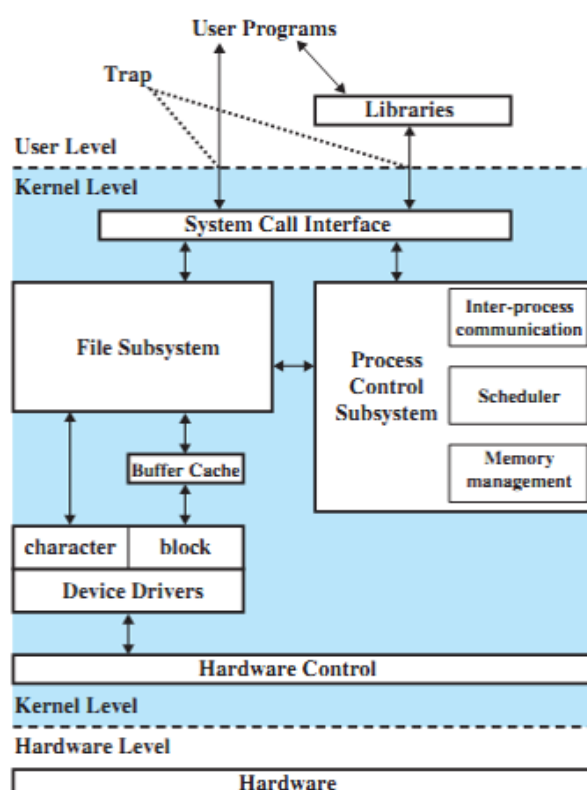 User Programs
Trap
Libraries
User Level
Kernel Level
System Call Interface
File Subsystem
Process
Control
Subsystem
Inter-process
communication
Scheduler
Memory
management
Buffer Cache
character
block
Device Drivers
Hardware Control
Kernel Level
Hardware Level
Hardware